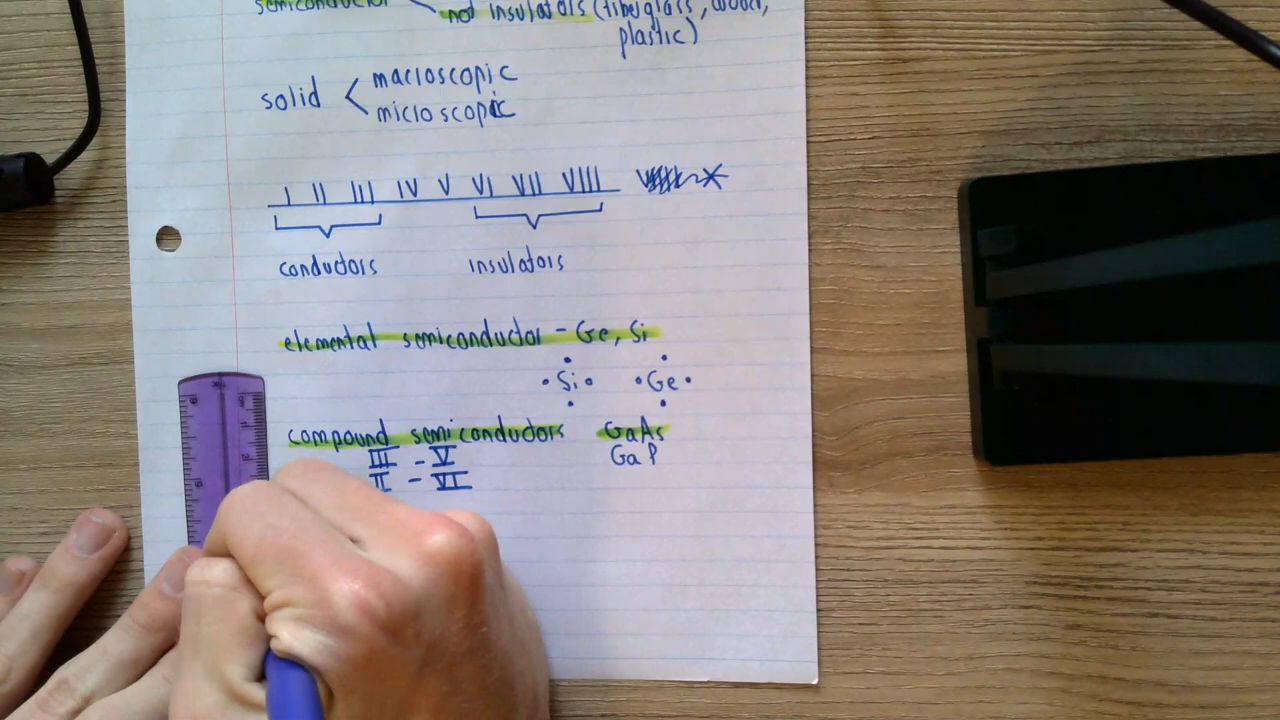 semiconductor not insulators (fiberglass, wood,
plastic)
solid < macroscopic
microscopic
I II III IV V VI VII VIII
conductors insulators
elemental semiconductor - Ge, Si
Si Ge
compound semiconductors GaAs
III - V GaP
II - VI